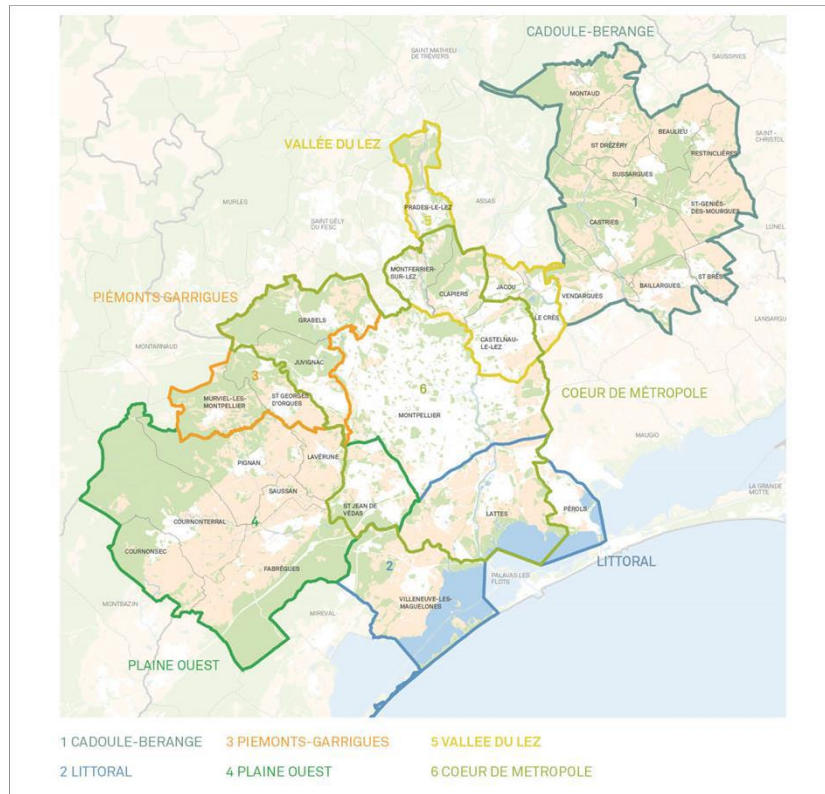 CADOULE-BERANGE
SAINT MATHIEU
DE TRÉVIERS
SAUSSINES
MONTAUD
VALLÉE DU LEZ
BEAULIEU
SAINT-
CHRISTOL
ST DRÉZÉRY
RESTINCLIÈRES
SUSSARGUES
MURLES
ASSAS
PRADES-LE-LEZ
5
1
ST-GENIÈS-
DES-MOURGUES
SAINT GÉLY
DU FESC
CASTRIES
LUNEL
MONTFERRIER-
SUR-LEZ
CLAPIERS
JACOU
ST BRÈS
BAILLARGUES
VENDARGUES
PIÉMONTS GARRIGUES
GRABELS
LE CRÈS
LANSARGU
MONTARNAUD
CASTELNAU-
LE-LEZ
JUVIGNAC
3
6
COEUR DE MÉTROPOLE
MURVIEL-LES-
MONTPELLIER
ST GEORGES
D'ORQUES
MONTPELLIER
MAUGIO
LAVÉRUNE
PIGNAN
SAUSSAN
LA GRANDE
MOTTE
ST JEAN DE
VÉDAS
LATTES
PÉROLS
COURNONTERRAL
4
COURNONSEC
LITTORAL
FABRÈGUES
2
PALAVAS LES
FLOTS
VILLENEUVE-LES-
MAGUELONES
MONTBAZIN
MIREVAL
PLAINE OUEST
1 CADOULE-BERANGE
3 PIEMONTS-GARRIGUES
5 VALLEE DU LEZ
2 LITTORAL
4 PLAINE OUEST
6 COEUR DE METROPOLE